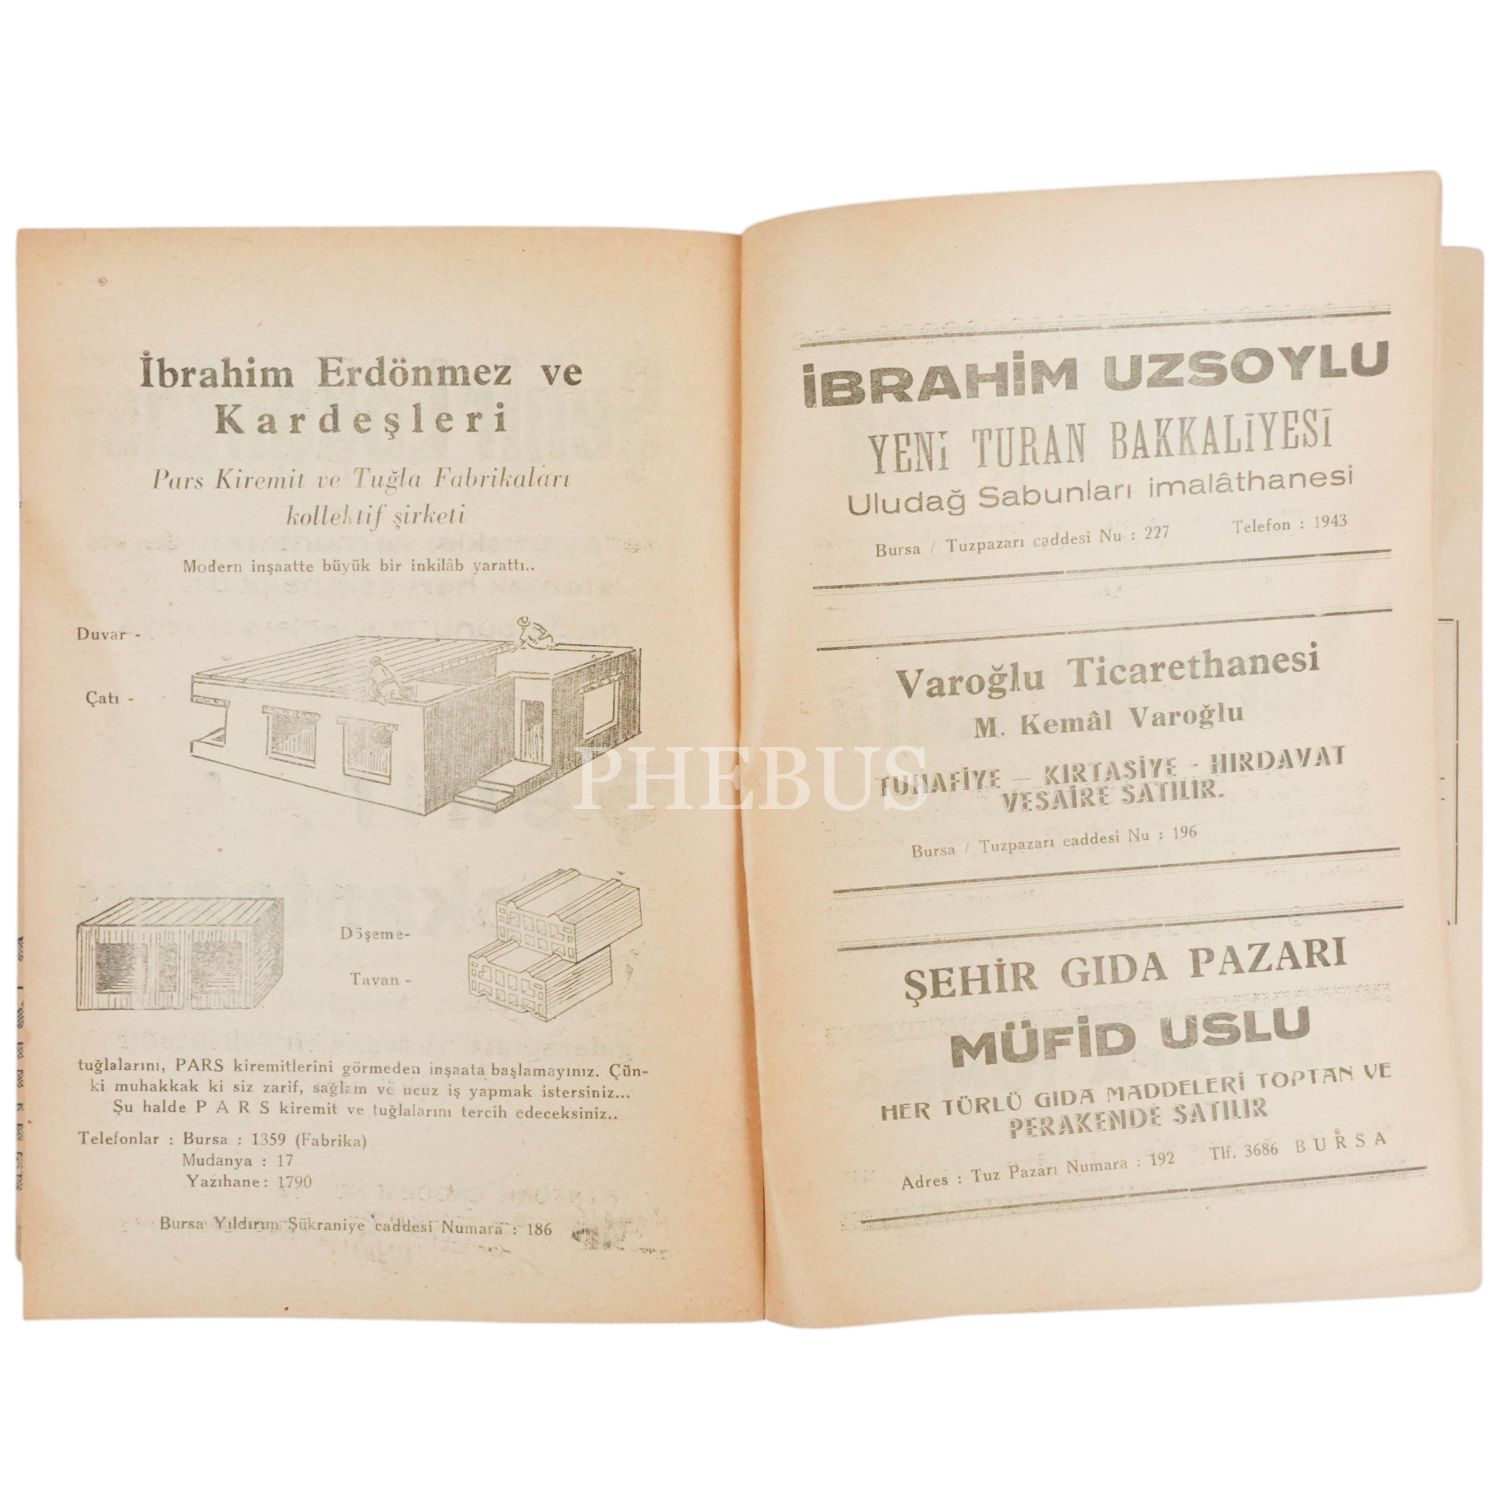 İbrahim Erdönmez ve
Kardeşleri
Pars Kiremit ve Tuğla Fabrikaları
kollektif şirketi
Modern inşaatte büyük bir inkilâb yarattı..
Duvar -
Çatı -
Döşeme-
Tavan -
tuğlalarını, PARS kiremitlerini görmeden inşaata başlamayınız. Çün-
ki muhakkak ki siz zarif, sağlam ve ucuz iş yapmak istersiniz...
Şu halde P A R S kiremit ve tuğlalarını tercih edeceksiniz..
Telefonlar : Bursa : 1359 (Fabrika)
Mudanya : 17
Yazıhane : 1790
Bursa Yıldırım Şükraniye caddesi Numara : 186
İBRAHİM UZSOYLU
YENİ TURAN BAKKALİYESİ
Uludağ Sabunları imalâthanesi
Bursa / Tuzpazarı caddesi Nu : 227 Telefon : 1943
Varoğlu Ticarethanesi
M. Kemâl Varoğlu
TUHAFİYE — KIRTASİYE - HIRDAVAT
VESAİRE SATILIR.
Bursa / Tuzpazarı eaddesi Nu : 196
ŞEHİR GIDA PAZARI
MÜFİD USLU
HER TÜRLÜ GIDA MADDELERİ TOPTAN VE
PERAKENDE SATILIR
Adres : Tuz Pazarı Numara : 192 Tlf. 3686 B U R S A
PHEBUS